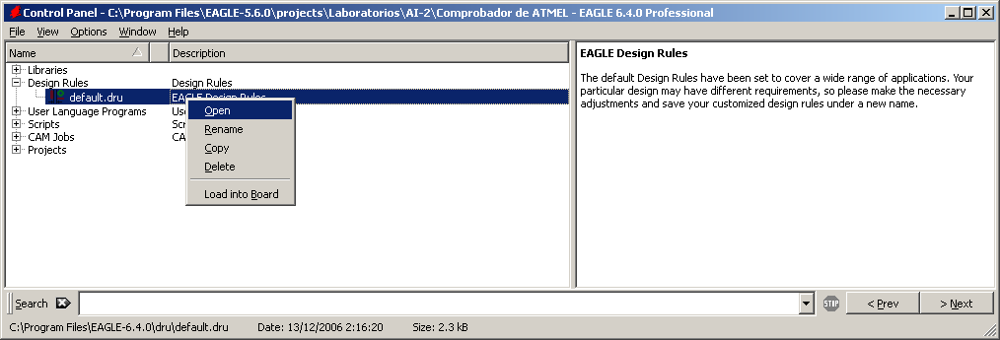 Control Panel - C:\Program Files\EAGLE-5.6.0\projects\Laboratorios\AI-2\Comprobador de ATMEL - EAGLE 6.4.0 Professional
File View Options Window Help
Name Description
Libraries
Design Rules Design Rules
default.dru EAGLE Design Rules
User Language Programs Use
Scripts Scr
CAM Jobs CA
Projects
Open
Rename
Copy
Delete
Load into Board
EAGLE Design Rules
The default Design Rules have been set to cover a wide range of applications. Your
particular design may have different requirements, so please make the necessary
adjustments and save your customized design rules under a new name.
Search STOP < Prev > Next
C:\Program Files\EAGLE-6.4.0\dru\default.dru Date: 13/12/2006 2:16:20 Size: 2.3 kB